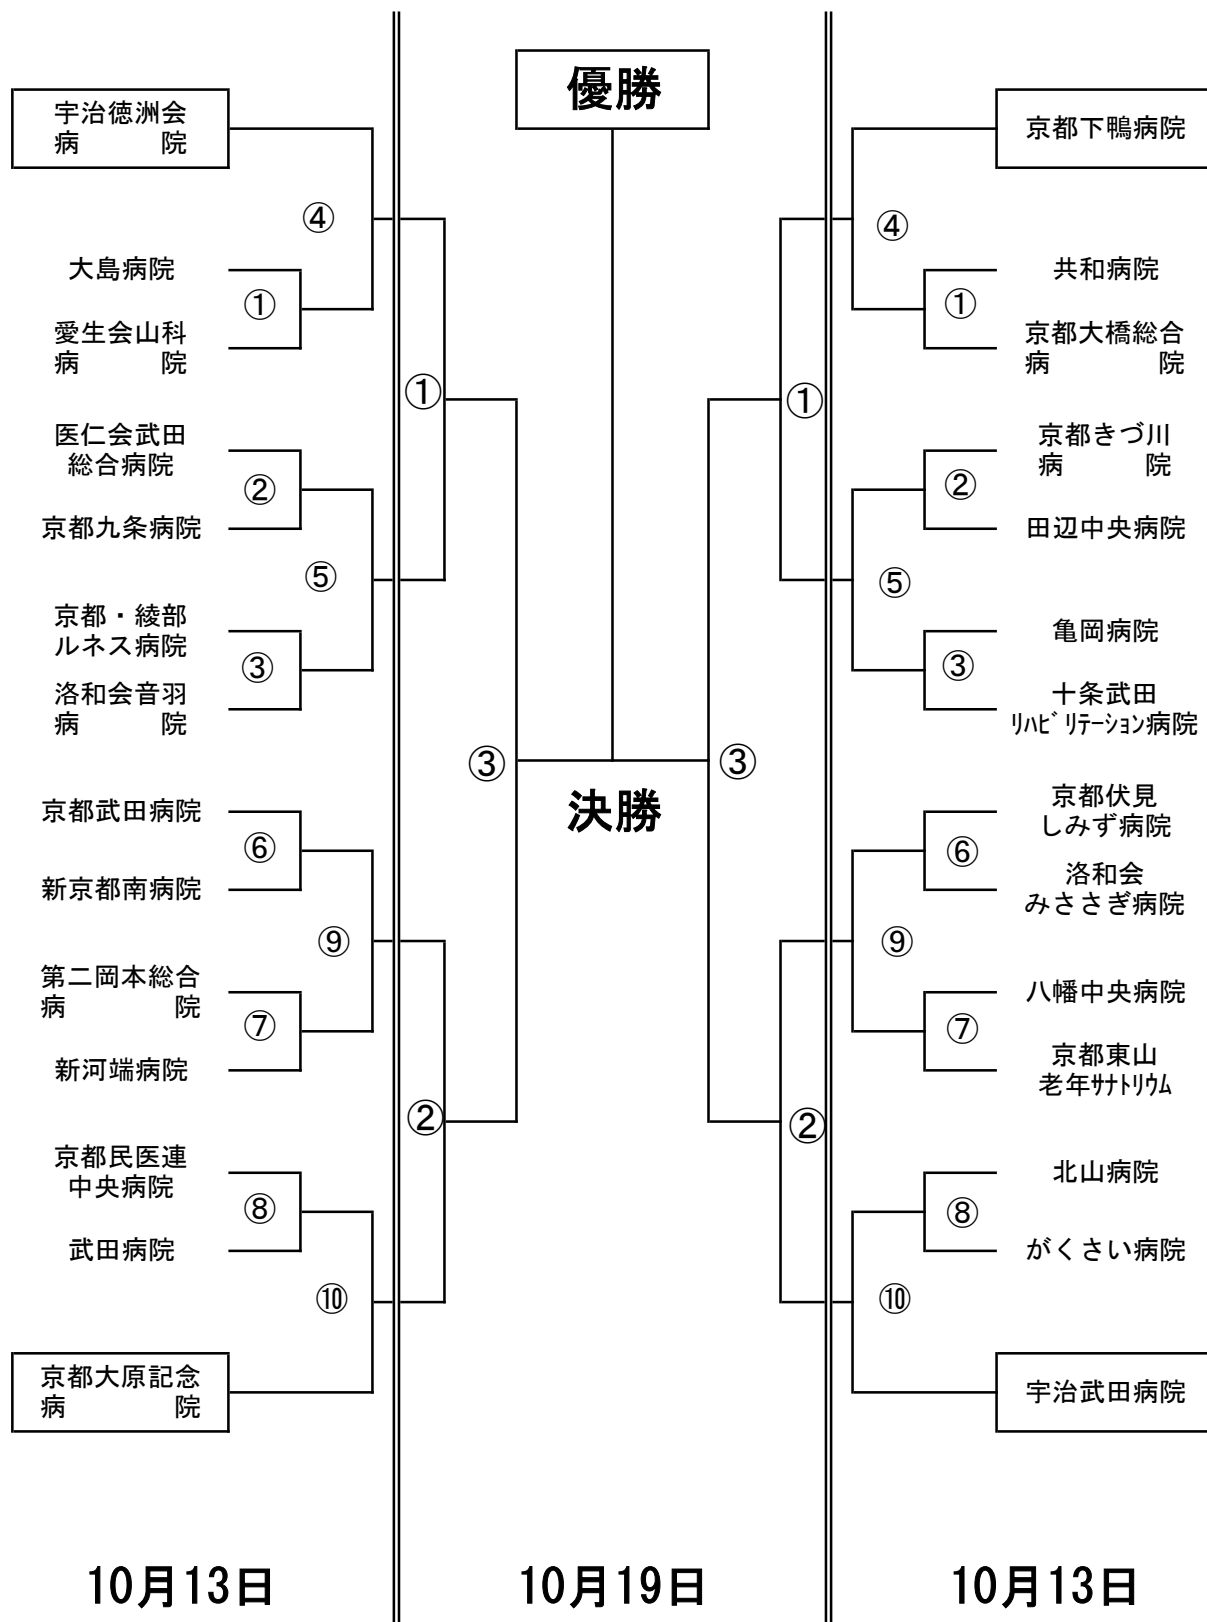 優勝
宇治徳洲会
病　　　院
④
大島病院
①
愛生会山科
病　　　院
①
医仁会武田
総合病院
②
京都九条病院
⑤
京都・綾部
ルネス病院
③
洛和会音羽
病　　　院
③
京都武田病院
⑥
新京都南病院
⑨
第二岡本総合
病　　　　院
⑦
新河端病院
②
京都民医連
中央病院
⑧
武田病院
⑩
京都大原記念
病　　　　院
決勝
京都下鴨病院
④
共和病院
①
京都大橋総合
病　　　　院
①
京都きづ川
病　　　院
②
田辺中央病院
⑤
亀岡病院
③
十条武田
ﾘﾊﾋﾞﾘﾃｰｼｮﾝ病院
③
京都伏見
しみず病院
⑥
洛和会
みささぎ病院
⑨
八幡中央病院
⑦
京都東山
老年ｻﾅﾄﾘｳﾑ
②
北山病院
⑧
がくさい病院
⑩
宇治武田病院
10月13日
10月19日
10月13日